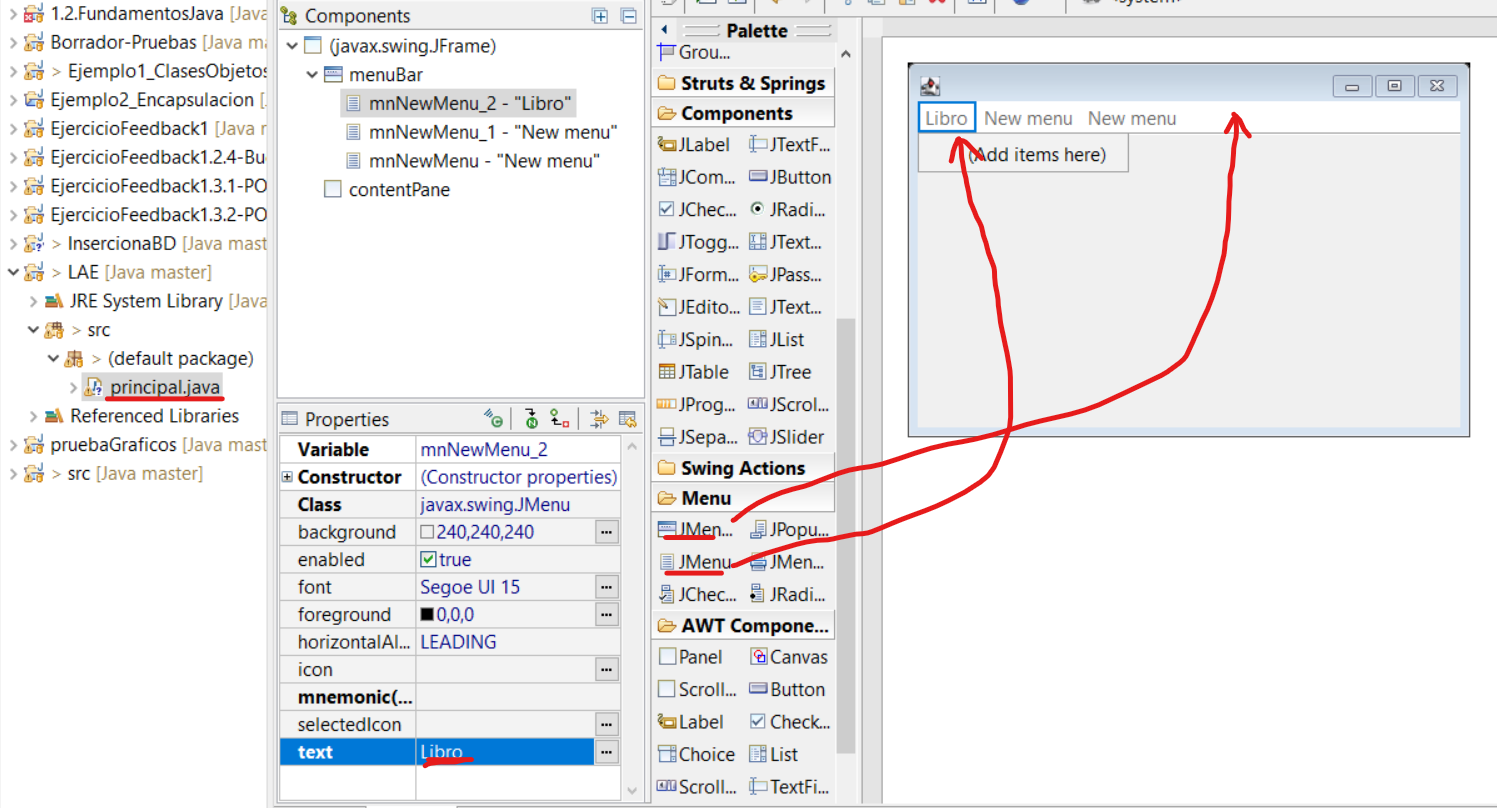 1.2.FundamentosJava [Java
Borrador-Pruebas [Java ma
> Ejemplo1_ClasesObjetos
Ejemplo2_Encapsulacion [
EjercicioFeedback1 [Java r
EjercicioFeedback1.2.4-Bu
EjercicioFeedback1.3.1-PO
EjercicioFeedback1.3.2-PO
> InsercionaBD [Java mast
> LAE [Java master]
JRE System Library [Java
> src
> (default package)
principal.java
Referenced Libraries
pruebaGraficos [Java mast
> src [Java master]
Components
(javax.swing.JFrame)
menuBar
mnNewMenu_2 - "Libro"
mnNewMenu_1 - "New menu"
mnNewMenu - "New menu"
contentPane
Properties
Variable mnNewMenu_2
Constructor (Constructor properties)
Class javax.swing.JMenu
background 240,240,240 ...
enabled true
font Segoe UI 15 ...
foreground 0,0,0 ...
horizontalAl... LEADING
icon ...
mnemonic(...
selectedIcon ...
text Libro ...
Palette
Grou...
Struts & Springs
Components
JLabel JTextF...
JCom... JButton
JChec... JRadi...
JTogg... JText...
JForm... JPass...
JEdito... JText...
JSpin... JList
JTable JTree
JProg... JScrol...
JSepa... JSlider
Swing Actions
Menu
JMen... JPopu...
JMenu JMen...
JChec... JRadi...
AWT Compone...
Panel Canvas
Scroll... Button
Label Check...
Choice List
Scroll... TextFi...
Libro New menu New menu
(Add items here)